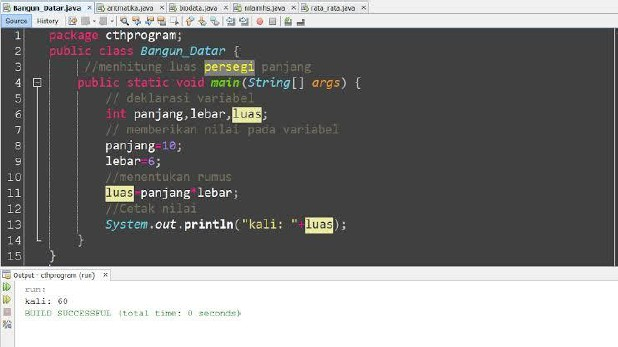 Bangun_Datar.java aritmatika.java biodata.java nilaimhs.java rata_rata.java
Source History
1 package cthprogram;
2 public class Bangun_Datar {
3 //menhitung luas persegi panjang
4 public static void main(String[] args) {
5 // deklarasi variabel
6 int panjang,lebar,luas;
7 // memberikan nilai pada variabel
8 panjang=10;
9 lebar=6;
10 //menentukan rumus
11 luas=panjang*lebar;
12 //Cetak nilai
13 System.out.println("kali: "+luas);
14 }
15 }
Output - cthprogram (run)
run:
kali: 60
BUILD SUCCESSFUL (total time: 0 seconds)